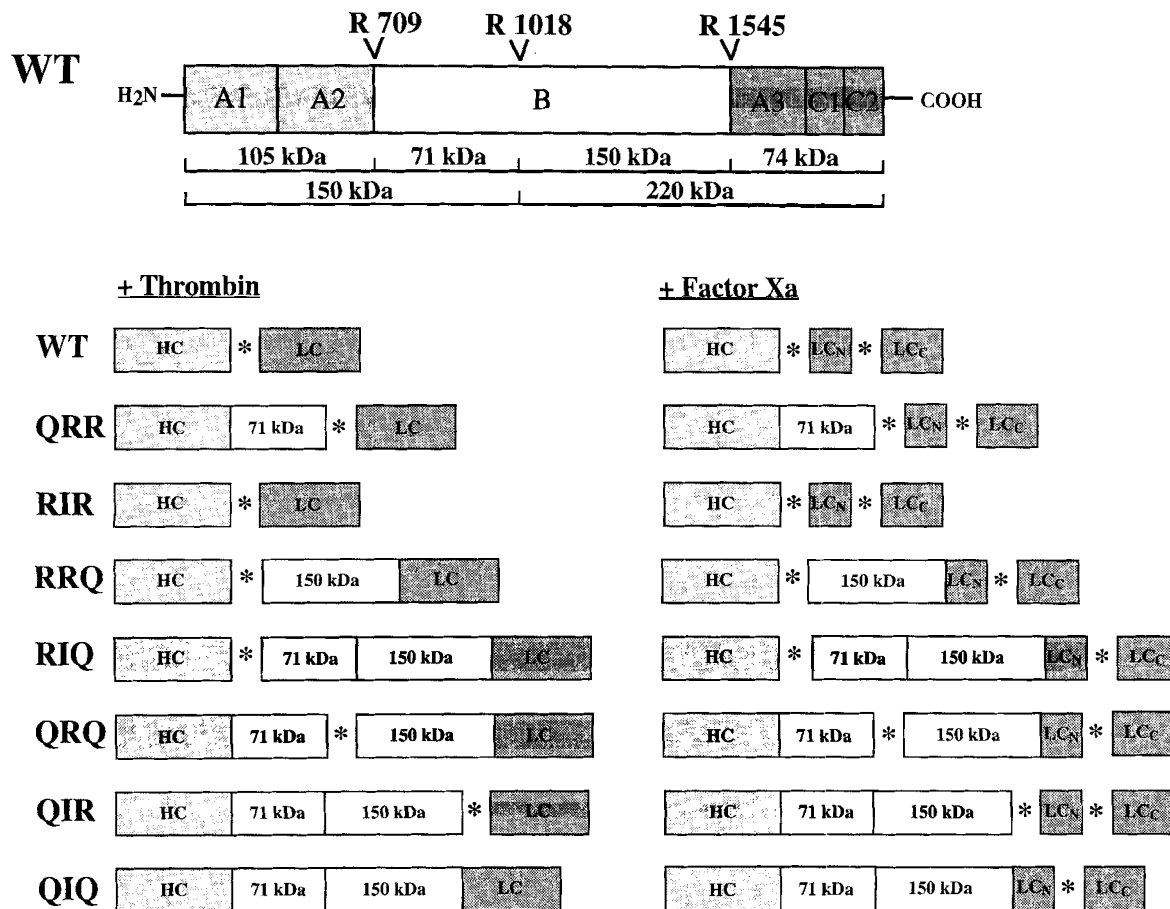 R 709 R 1018 R 1545
WT
H2N A1 A2 B A3 C1 C2 COOH
105 kDa 71 kDa 150 kDa 74 kDa
150 kDa 220 kDa
+ Thrombin + Factor Xa
WT HC * LC HC * LCN * LCC
QRR HC 71 kDa * LC HC 71 kDa * LCN * LCC
RIR HC * LC HC * LCN * LCC
RRQ HC * 150 kDa LC HC * 150 kDa LCN * LCC
RIQ HC * 71 kDa 150 kDa LC HC * 71 kDa 150 kDa LCN * LCC
QRQ HC 71 kDa * 150 kDa LC HC 71 kDa * 150 kDa LCN * LCC
QIR HC 71 kDa 150 kDa * LC HC 71 kDa 150 kDa * LCN * LCC
QIQ HC 71 kDa 150 kDa LC HC 71 kDa 150 kDa LCN * LCC